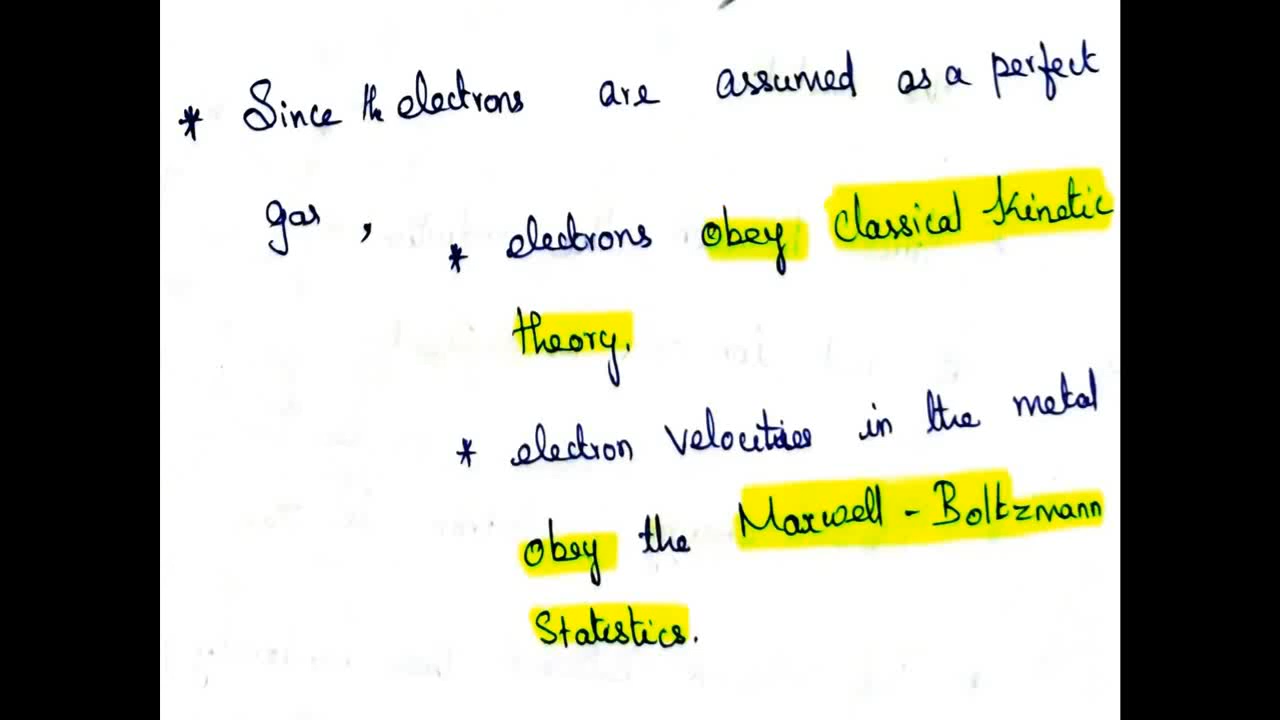 * Since the electrons are assumed as a perfect
gas, * electrons obey classical Kinetic
theory.
* electron velocities in the metal
obey the Maxwell - Boltzmann
Statistics.